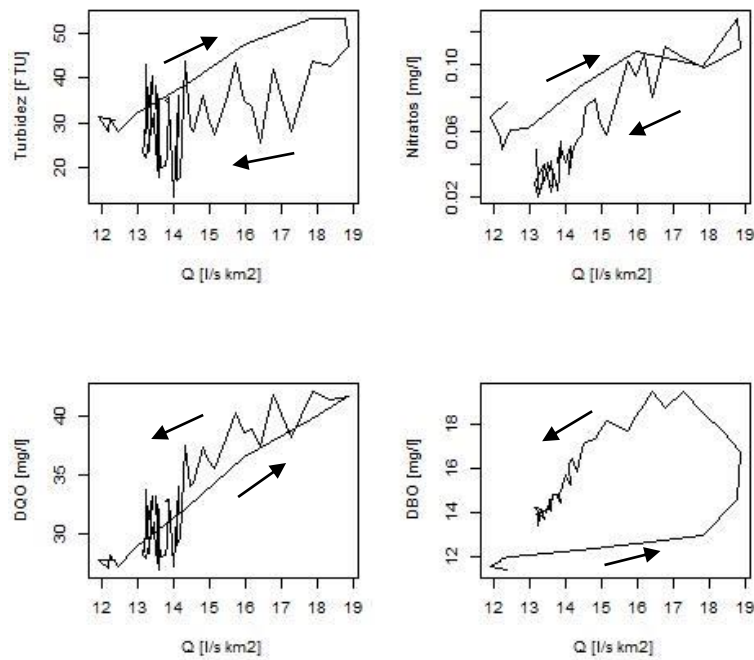 Turbidez [FTU]
20 30 40 50
12 13 14 15 16 17 18 19
Q [l/s km2]
Nitratos [mg/l]
0.02 0.06 0.10
12 13 14 15 16 17 18 19
Q [l/s km2]
DQO [mg/l]
30 35 40
12 13 14 15 16 17 18 19
Q [l/s km2]
DBO [mg/l]
12 14 16 18
12 13 14 15 16 17 18 19
Q [l/s km2]